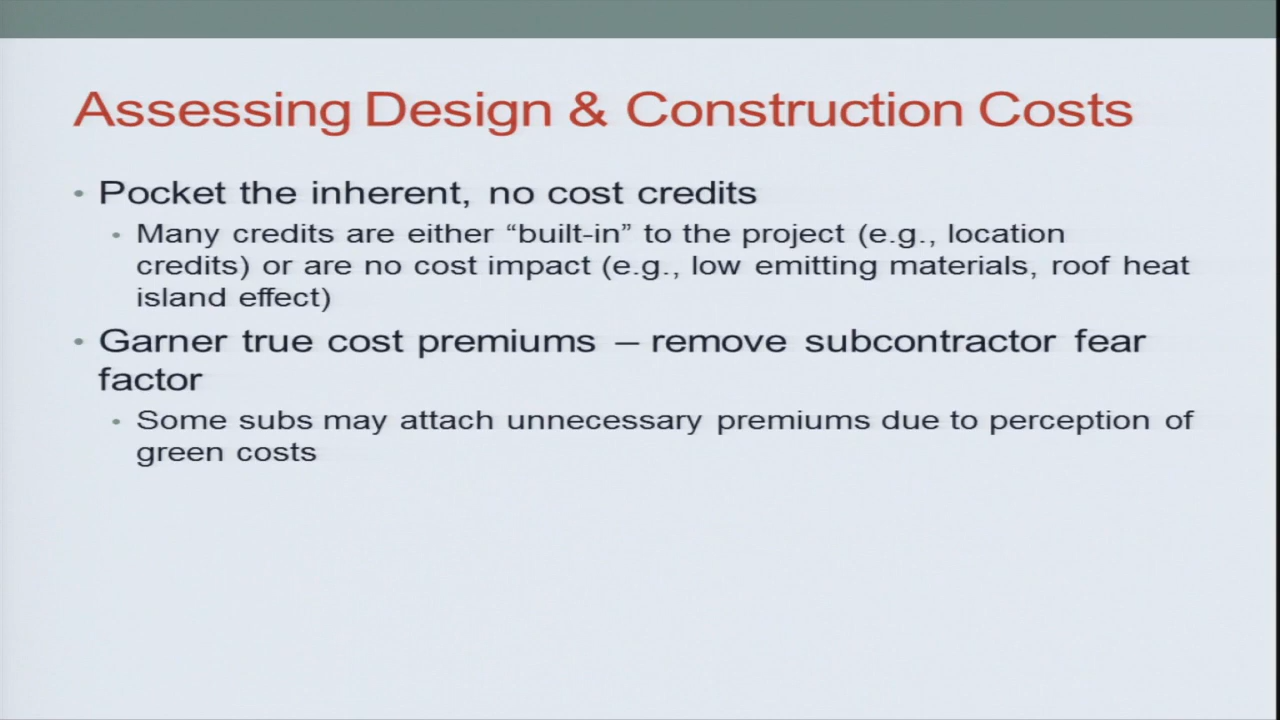 Assessing Design & Construction Costs
• Pocket the inherent, no cost credits
• Many credits are either “built-in” to the project (e.g., location
credits) or are no cost impact (e.g., low emitting materials, roof heat
island effect)
• Garner true cost premiums – remove subcontractor fear
factor
• Some subs may attach unnecessary premiums due to perception of
green costs